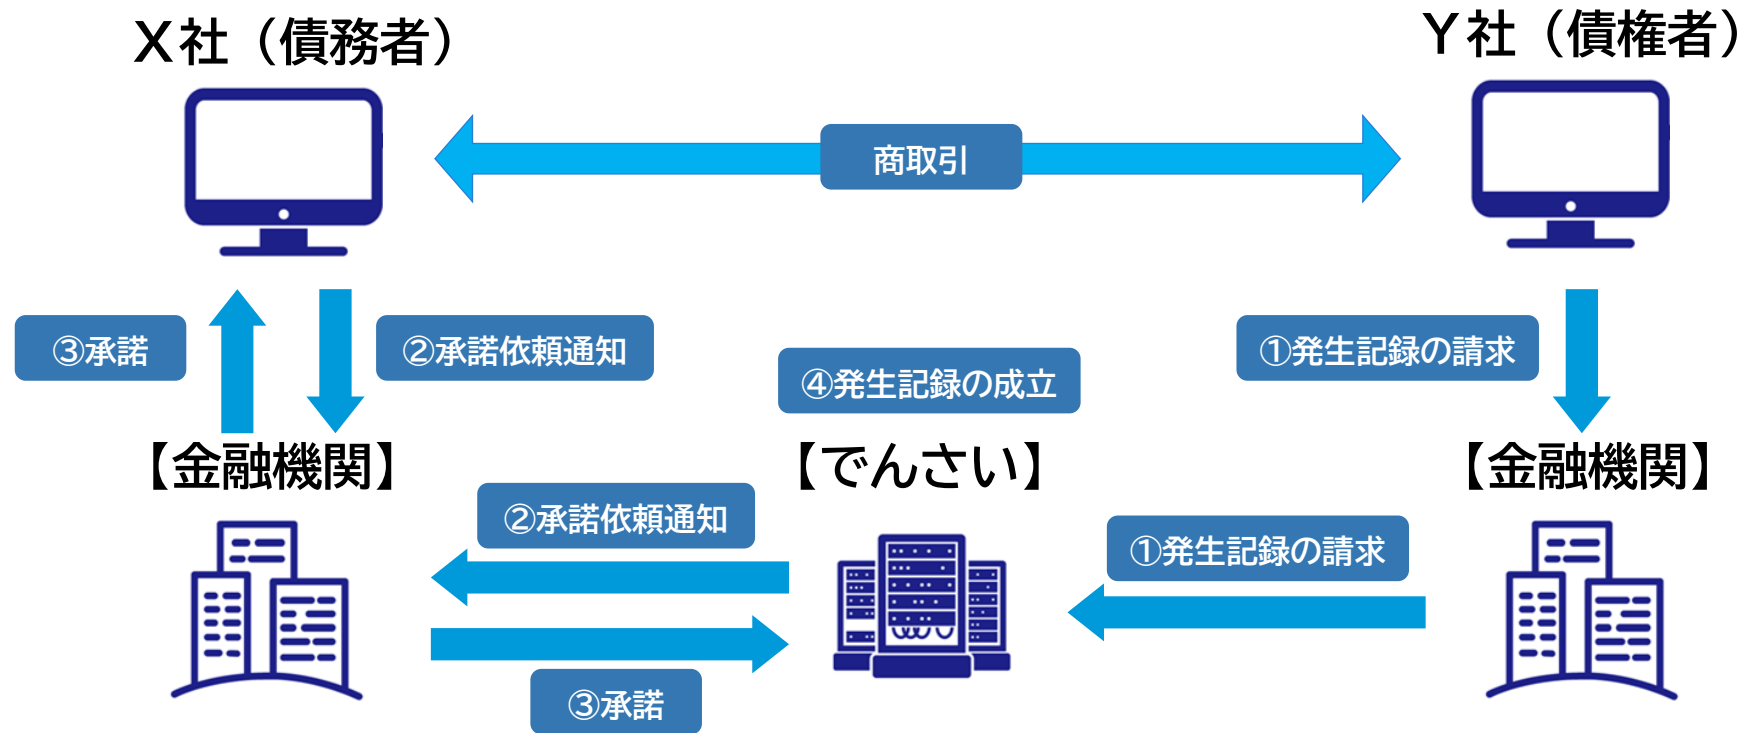 X社（債務者）
Y社（債権者）
商取引
③承諾
②承諾依頼通知
④発生記録の成立
①発生記録の請求
【金融機関】
【でんさい】
【金融機関】
②承諾依頼通知
①発生記録の請求
③承諾